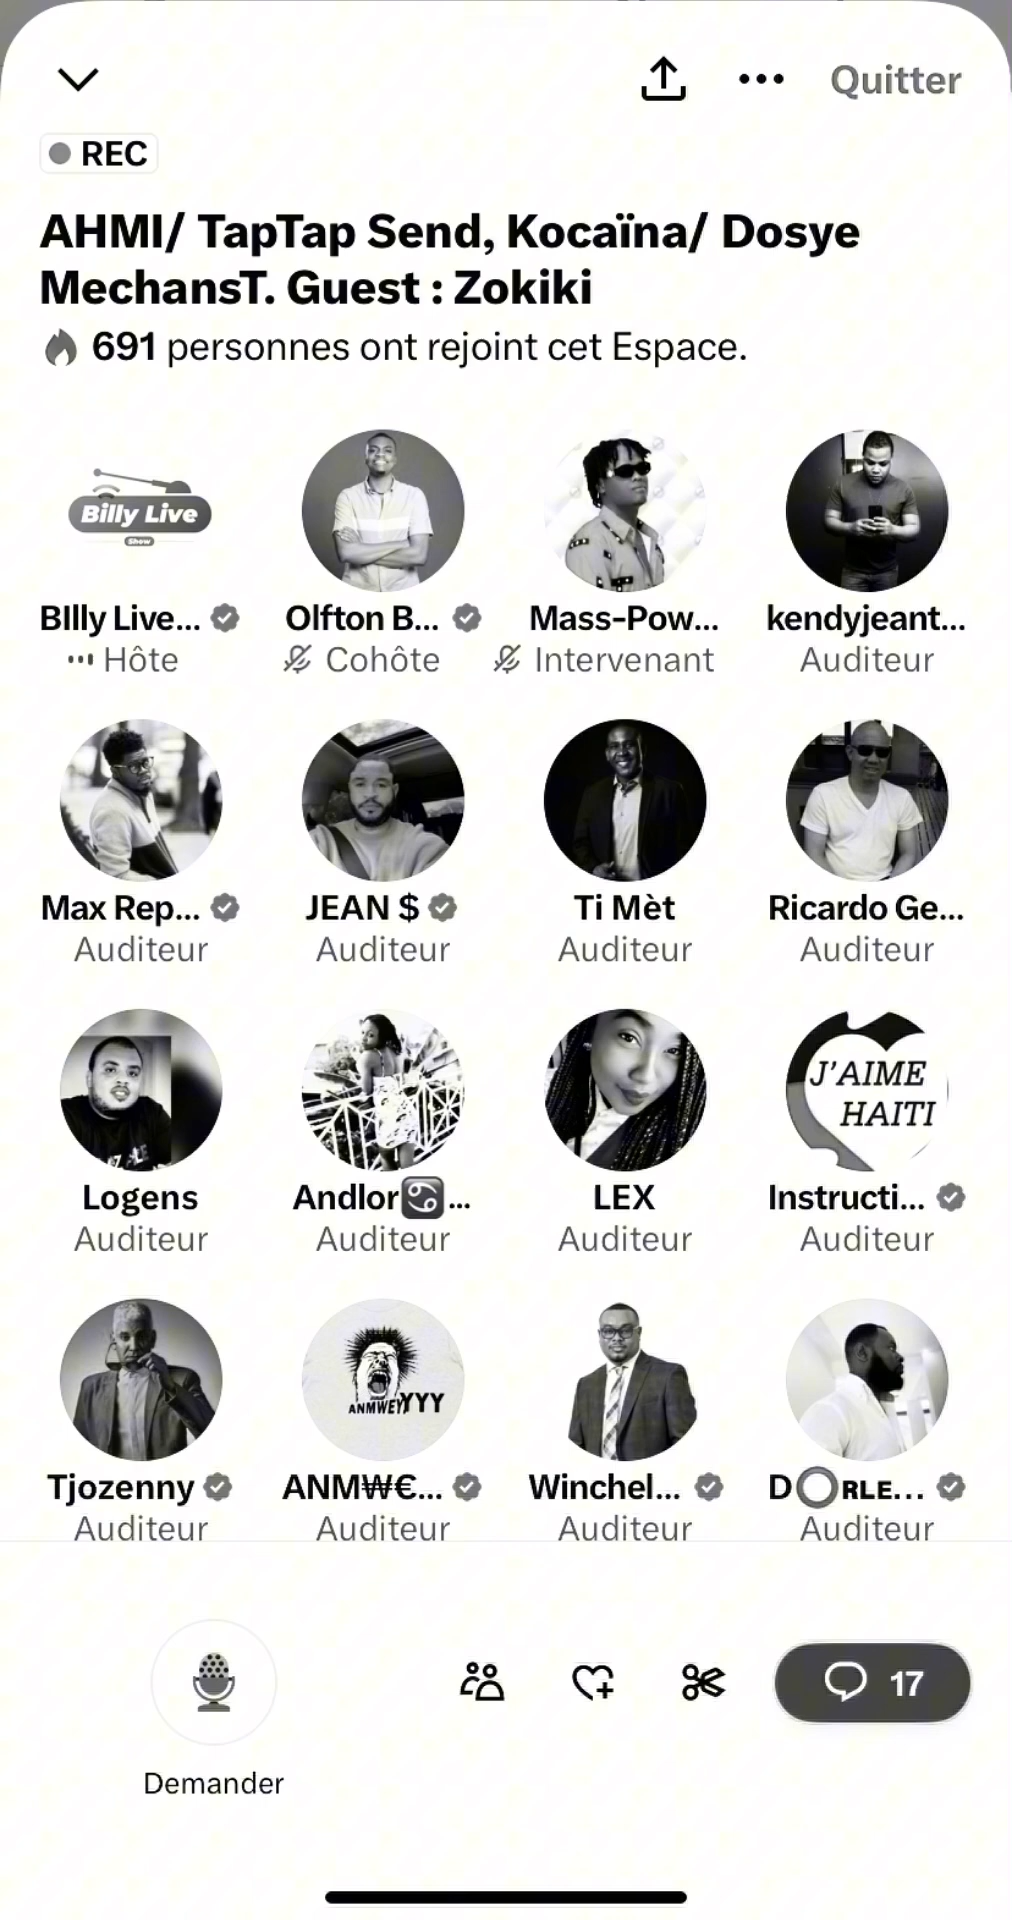 Quitter
REC
AHMI/ TapTap Send, Kocaïna/ Dosye
MechansT. Guest : Zokiki
691 personnes ont rejoint cet Espace.
Billy Live
Show
BIlly Live... Olfton B... Mass-Pow... kendyjeant...
Hôte Cohôte Intervenant Auditeur
Max Rep... JEAN $ Ti Mèt Ricardo Ge...
Auditeur Auditeur Auditeur Auditeur
J'AIME
HAITI
Logens Andlor♋... LEX Instructi...
Auditeur Auditeur Auditeur Auditeur
ANMWEYYYY
Tjozenny ANM₩€... Winchel... D⭕ʀʟᴇ...
Auditeur Auditeur Auditeur Auditeur
17
Demander